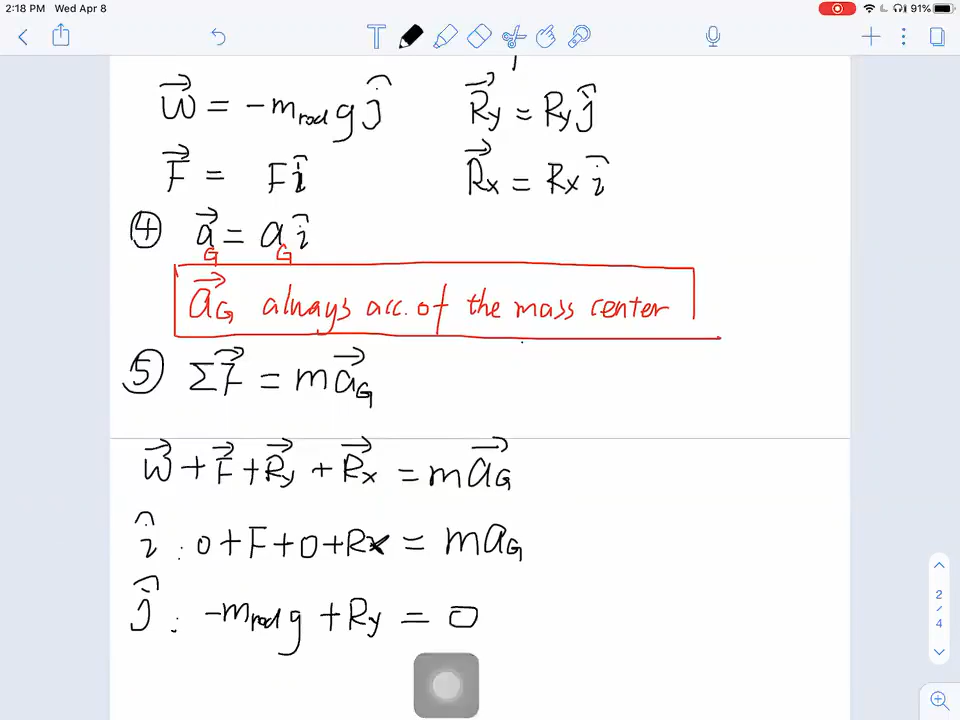 2:18 PM Wed Apr 8
91%
T
W⃗ = -m_rod g ĵ
R⃗y = Ry ĵ
F⃗ = F î
R⃗x = Rx î
④ a⃗_G = a_G î
a⃗_G always acc. of the mass center
⑤ ΣF⃗ = m a⃗_G
W⃗ + F⃗ + R⃗y + R⃗x = m a⃗_G
î : 0 + F + 0 + Rx = m a_G
ĵ : -m_rod g + Ry = 0
2
/
4